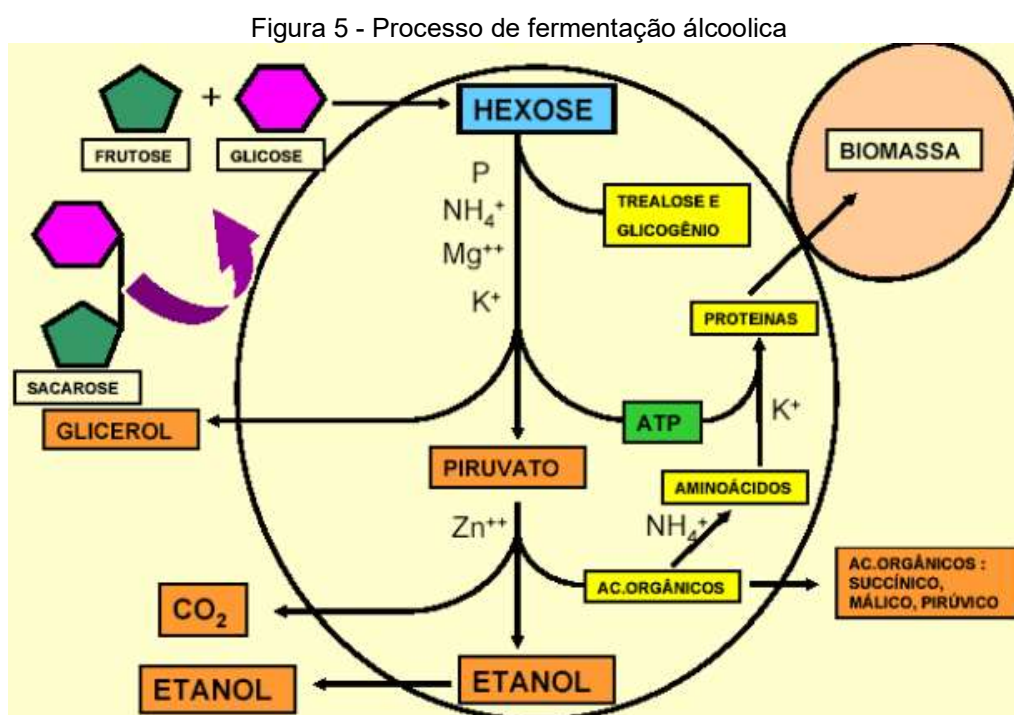 Figura 5 - Processo de fermentação álcoolica
+
HEXOSE
FRUTOSE
GLICOSE
BIOMASSA
P
NH₄⁺
Mg⁺⁺
K⁺
TREALOSE E
GLICOGÊNIO
SACAROSE
PROTEINAS
GLICEROL
ATP
K⁺
PIRUVATO
AMINOÁCIDOS
Zn⁺⁺
NH₄⁺
AC.ORGÂNICOS
AC.ORGÂNICOS :
SUCCÍNICO,
MÁLICO, PIRÚVICO
CO₂
ETANOL
ETANOL